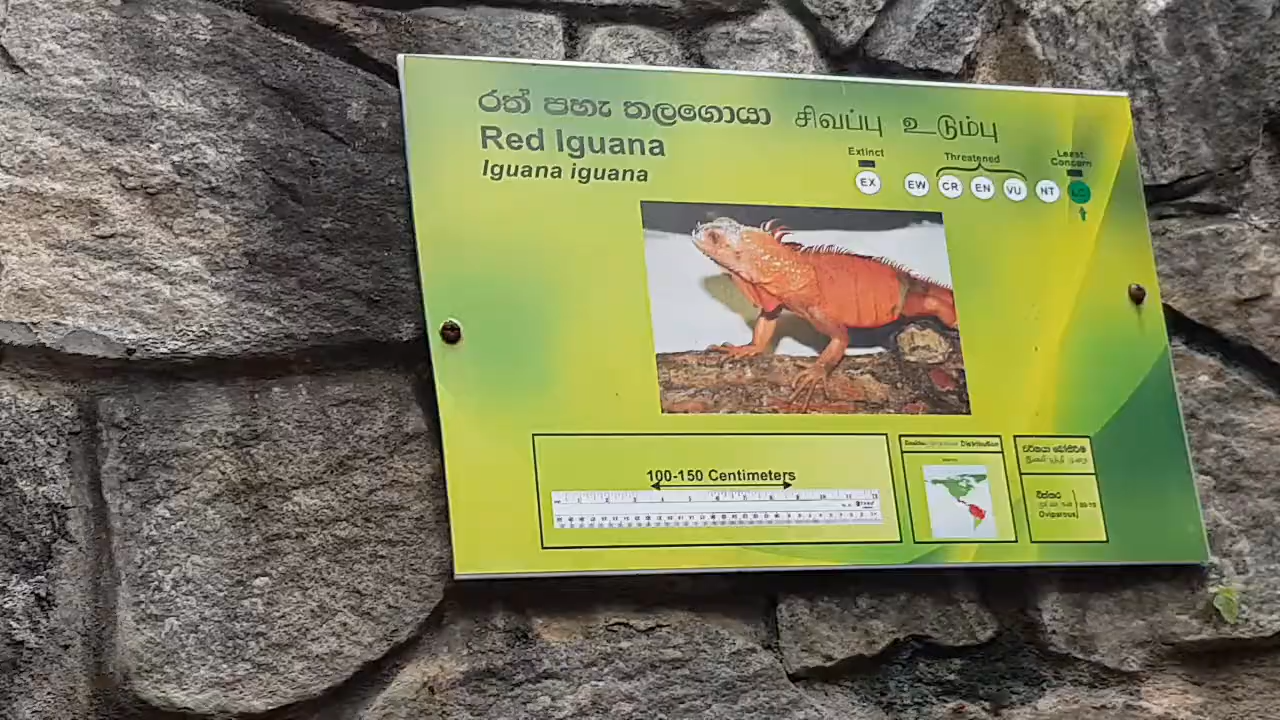 රත් පහැ තලගොයා சிவப்பு உடும்பு
Red Iguana
Iguana iguana
Extinct
Threatened
Least Concern
EX EW CR EN VU NT LC
100-150 Centimeters
Distribution
Oviparous